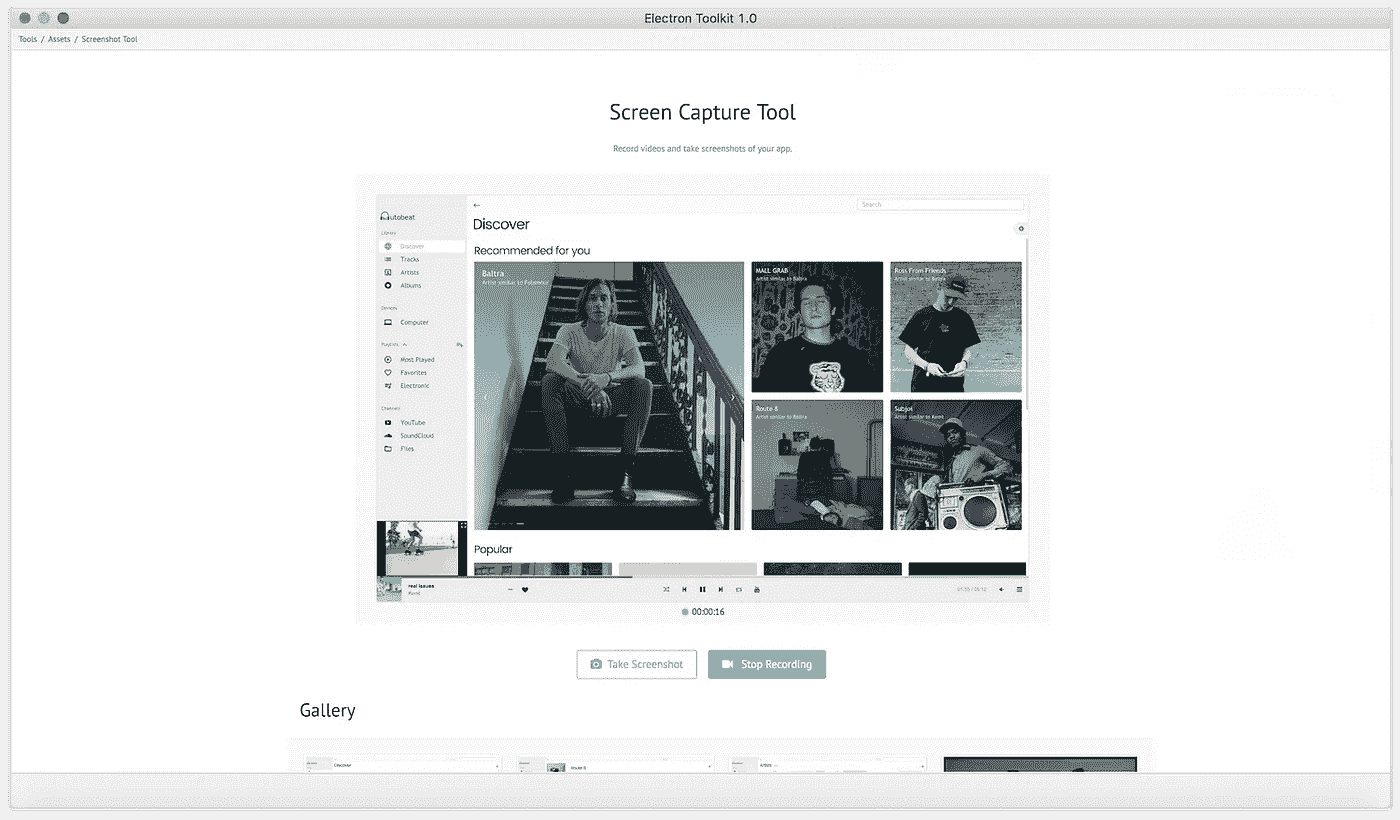 Electron Toolkit 1.0
Tools / Assets / Screenshot Tool
Screen Capture Tool
Record videos and take screenshots of your app.
utobeat
Library
Discover
Tracks
Artists
Albums
Devices
Computer
Playlists
Most Played
Favorites
Electronic
Channels
YouTube
SoundCloud
Files
Search
Discover
Recommended for you
Baltra
Artist similar to
MALL GRAB
Artist similar to Baltra
Ross From Friends
Artist similar to Baltra
Route 8
Artist similar to Baltra
Subjoi
Artist similar to Kemt
Popular
real issues
00:00:16
Take Screenshot
Stop Recording
Gallery
Discover
Route 8
Artists